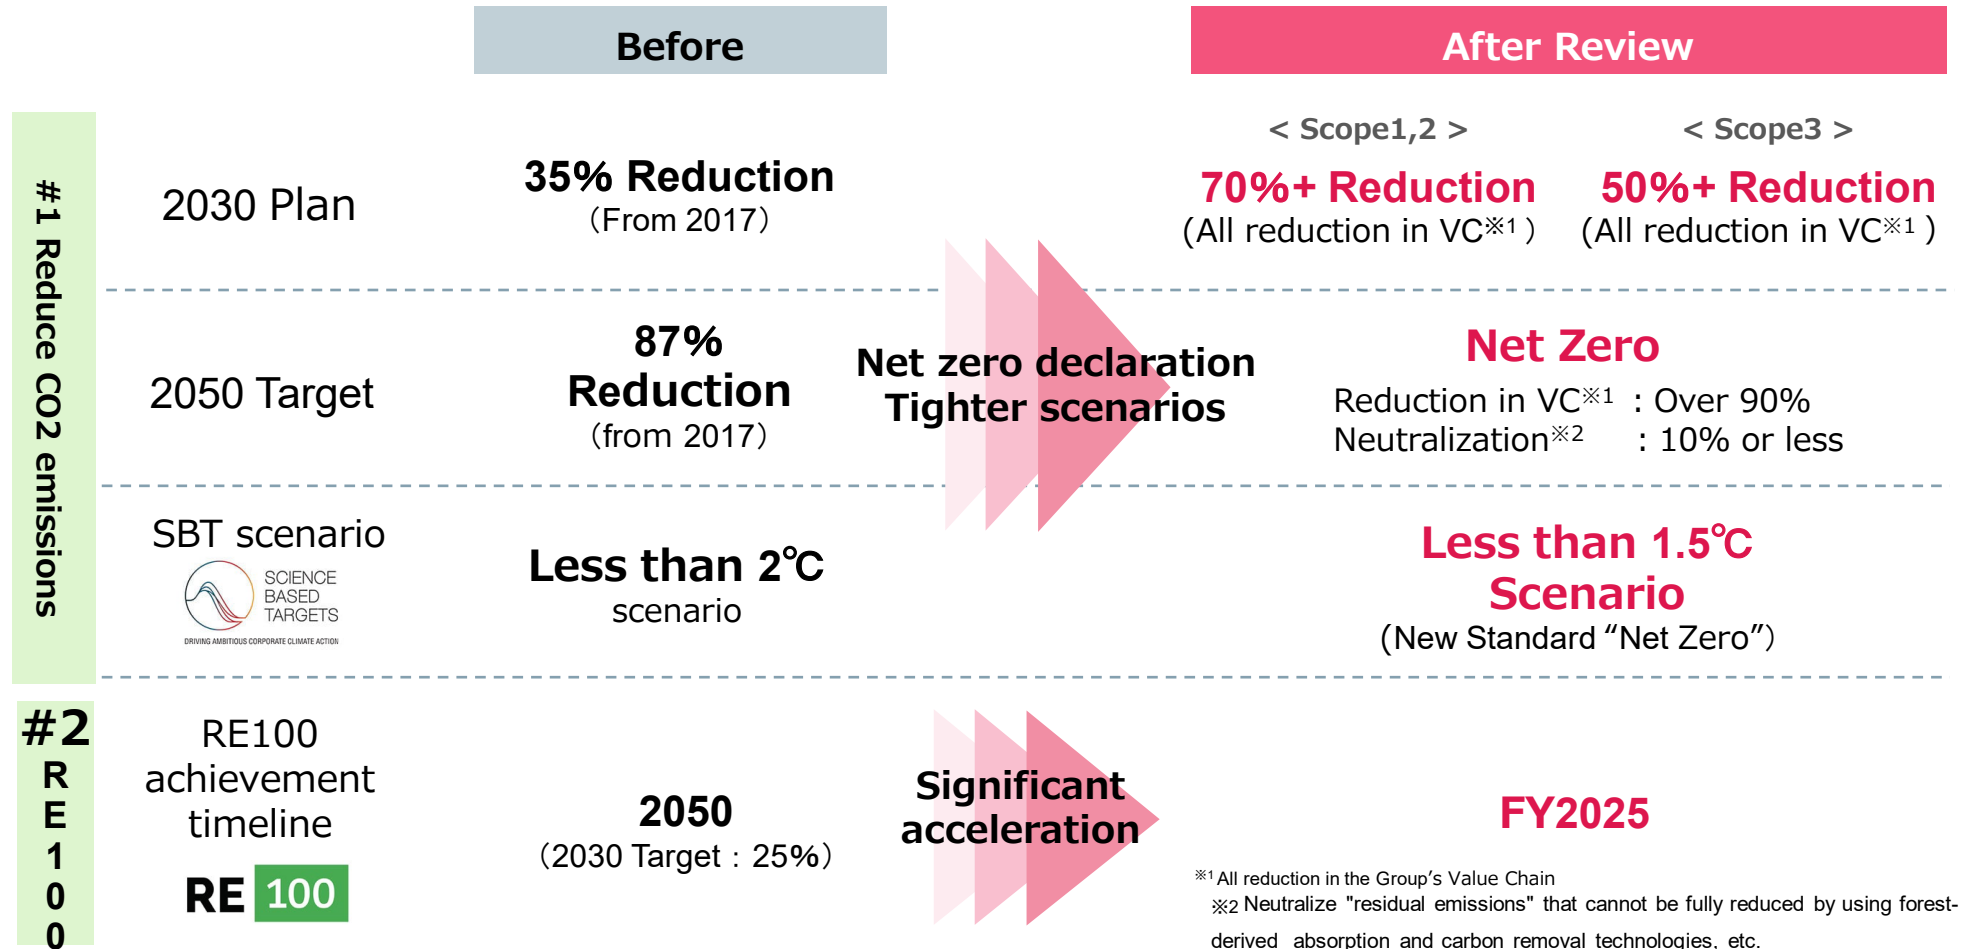 Before
After Review
#1 Reduce CO2 emissions
2030 Plan
35% Reduction
（From 2017）
< Scope1,2 >
70%+ Reduction
(All reduction in VC※1 )
< Scope3 >
50%+ Reduction
(All reduction in VC※1 )
2050 Target
87%
Reduction
（from 2017）
Net zero declaration
Tighter scenarios
Net Zero
Reduction in VC※1 : Over 90%
Neutralization※2 : 10% or less
SBT scenario
SCIENCE
BASED
TARGETS
DRIVING AMBITIOUS CORPORATE CLIMATE ACTION
Less than 2℃
scenario
Less than 1.5℃
Scenario
(New Standard “Net Zero”）
#2
R
E
1
0
0
RE100
achievement
timeline
RE 100
2050
（2030 Target : 25%）
Significant
acceleration
FY2025
※1 All reduction in the Group’s Value Chain
※2 Neutralize "residual emissions" that cannot be fully reduced by using forest-
derived absorption and carbon removal technologies, etc.